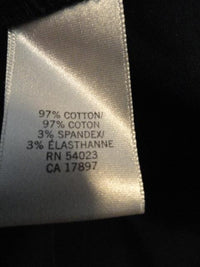 97% COTTON/
97% COTON
3% SPANDEX/
3% ÉLASTHANNE
RN 54023
CA 17897